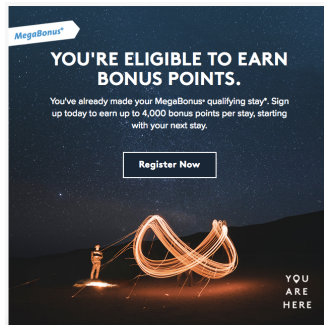 MegaBonus®
YOU'RE ELIGIBLE TO EARN
BONUS POINTS.
You've already made your MegaBonus® qualifying stay*. Sign
up today to earn up to 4,000 bonus points per stay, starting
with your next stay.
Register Now
YOU
ARE
HERE